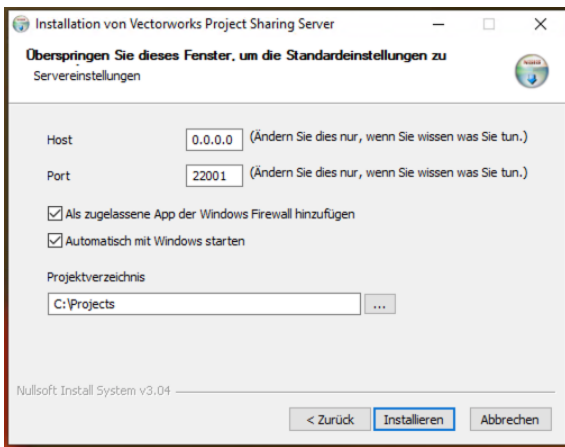 Installation von Vectorworks Project Sharing Server
Überspringen Sie dieses Fenster, um die Standardeinstellungen zu
Servereinstellungen
Host 0.0.0.0 (Ändern Sie dies nur, wenn Sie wissen was Sie tun.)
Port 22001 (Ändern Sie dies nur, wenn Sie wissen was Sie tun.)
Als zugelassene App der Windows Firewall hinzufügen
Automatisch mit Windows starten
Projektverzeichnis
C:\Projects ...
Nullsoft Install System v3.04
< Zurück Installieren Abbrechen